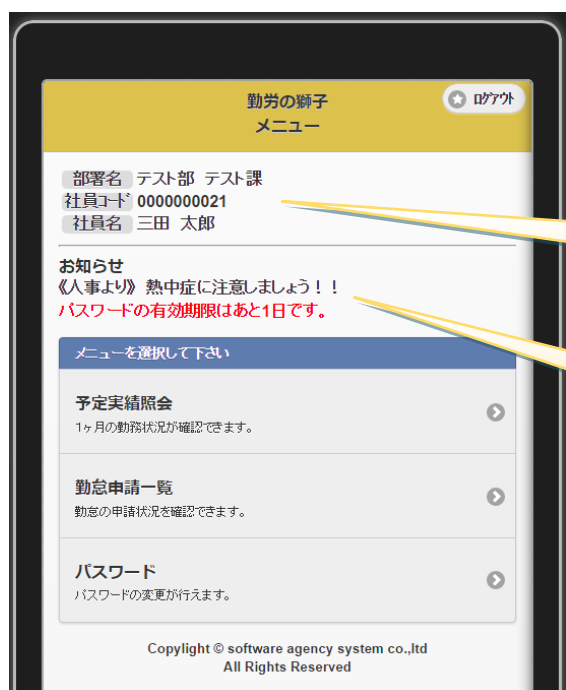 勤労の獅子
メニュー
ログアウト
部署名 テスト部 テスト課
社員コード 0000000021
社員名 三田 太郎
お知らせ
《人事より》 熱中症に注意しましょう！！
パスワードの有効期限はあと1日です。
メニューを選択して下さい
予定実績照会
1ヶ月の勤務状況が確認できます。
勤怠申請一覧
勤怠の申請状況を確認できます。
パスワード
パスワードの変更が行えます。
Copylight © software agency system co.,ltd
All Rights Reserved